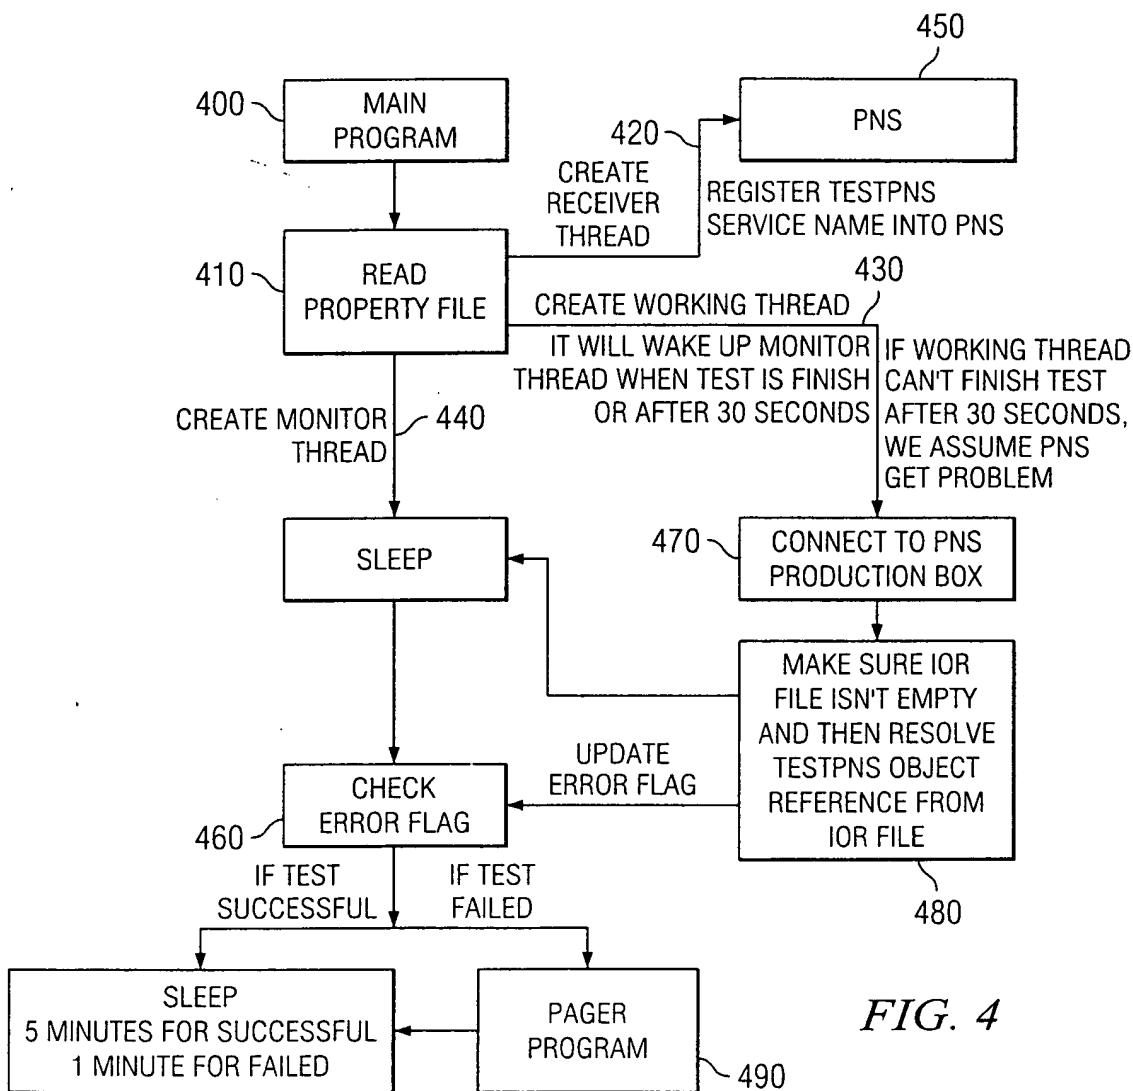 450
400
MAIN
PROGRAM
PNS
420
CREATE
RECEIVER
THREAD
REGISTER TESTPNS
SERVICE NAME INTO PNS
410
READ
PROPERTY FILE
430
CREATE WORKING THREAD
IT WILL WAKE UP MONITOR
THREAD WHEN TEST IS FINISH
OR AFTER 30 SECONDS
IF WORKING THREAD
CAN'T FINISH TEST
AFTER 30 SECONDS,
WE ASSUME PNS
GET PROBLEM
CREATE MONITOR
THREAD
440
SLEEP
470
CONNECT TO PNS
PRODUCTION BOX
MAKE SURE IOR
FILE ISN'T EMPTY
AND THEN RESOLVE
TESTPNS OBJECT
REFERENCE FROM
IOR FILE
480
UPDATE
ERROR FLAG
CHECK
ERROR FLAG
460
IF TEST
SUCCESSFUL
IF TEST
FAILED
SLEEP
5 MINUTES FOR SUCCESSFUL
1 MINUTE FOR FAILED
PAGER
PROGRAM
490
FIG. 4